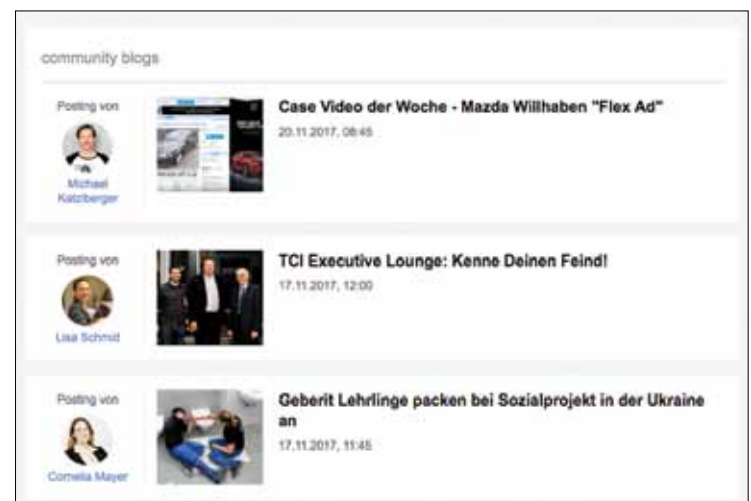 community blogs
Posting von
Michael
Katzlberger
Case Video der Woche - Mazda Willhaben "Flex Ad"
20.11.2017, 08:45
Posting von
Lisa Schmid
TCI Executive Lounge: Kenne Deinen Feind!
17.11.2017, 12:00
Posting von
Cornelia Mayer
Geberit Lehrlinge packen bei Sozialprojekt in der Ukraine
an
17.11.2017, 11:45